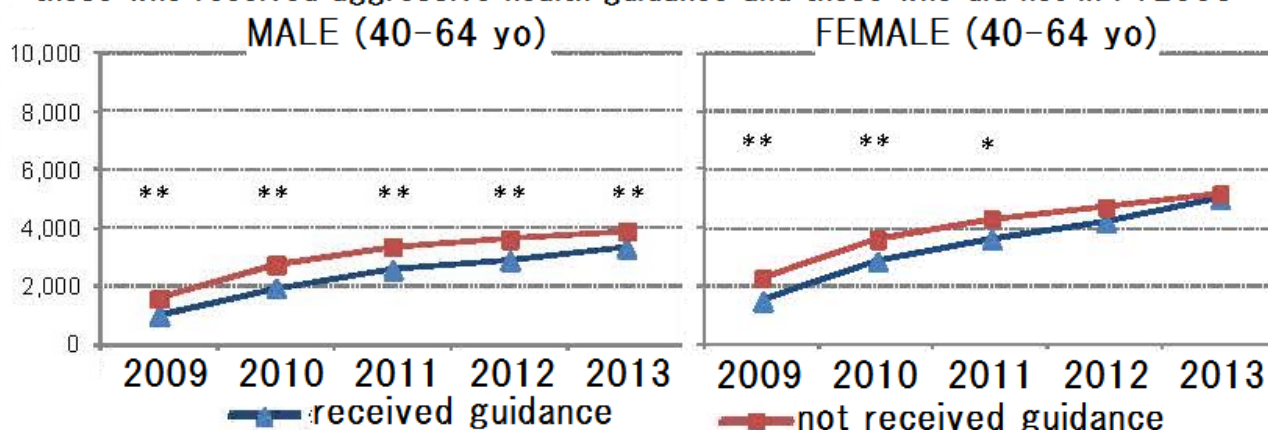 MALE (40-64 yo) FEMALE (40-64 yo)
10,000
8,000
** ** *
6,000
** ** ** ** **
4,000
2,000
0
2009 2010 2011 2012 2013 2009 2010 2011 2012 2013
received guidance not received guidance